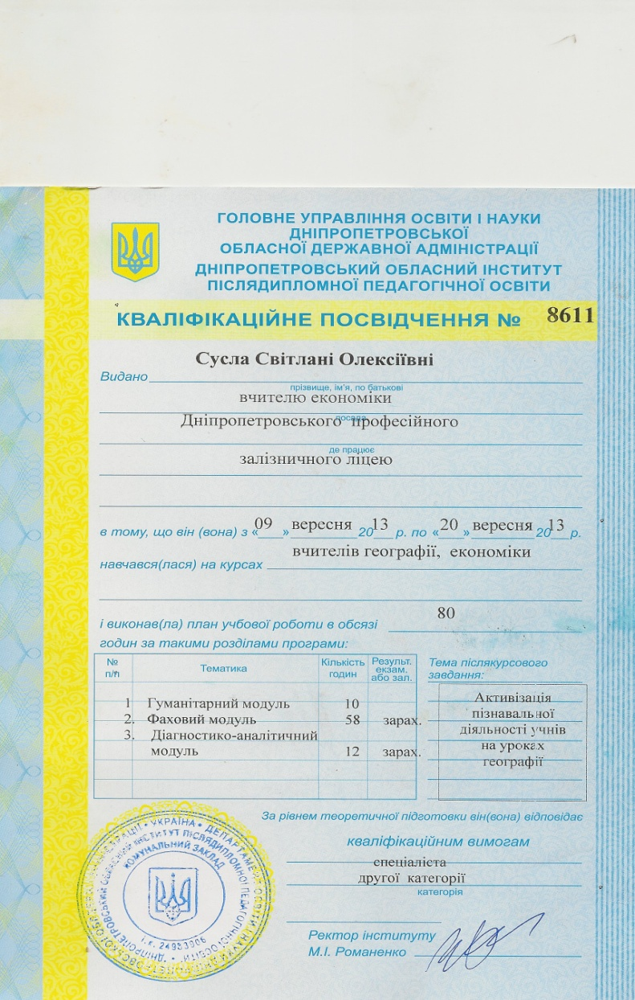 ГОЛОВНЕ УПРАВЛІННЯ ОСВІТИ І НАУКИ
ДНІПРОПЕТРОВСЬКОЇ
ОБЛАСНОЇ ДЕРЖАВНОЇ АДМІНІСТРАЦІЇ
ДНІПРОПЕТРОВСЬКИЙ ОБЛАСНИЙ ІНСТИТУТ
ПІСЛЯДИПЛОМНОЇ ПЕДАГОГІЧНОЇ ОСВІТИ
КВАЛІФІКАЦІЙНЕ ПОСВІДЧЕННЯ № 8611
Сусла Світлані Олексіївні
Видано
прізвище, ім'я, по батькові
вчителю економіки
посада
Дніпропетровського професійного
де працює
залізничного ліцею
в тому, що він (вона) з «09» вересня 2013 р. по «20» вересня 2013 р.
вчителів географії, економіки
навчався(лася) на курсах
80
і виконав(ла) план учбової роботи в обсязі
годин за такими розділами програми:
№ п/п Тематика Кількість годин Результ. екзам. або зал.
1 Гуманітарний модуль 10
2. Фаховий модуль 58 зарах.
3. Діагностико-аналітичний
модуль 12 зарах.
Тема післякурсового
завдання:
Активізація
пізнавальної
діяльності учнів
на уроках
географії
За рівнем теоретичної підготовки він(вона) відповідає
кваліфікаційним вимогам
спеціаліста
другої категорії
категорія
Ректор інституту
М.І. Романенко
УКРАЇНА
КОМУНАЛЬНИЙ ЗАКЛАД